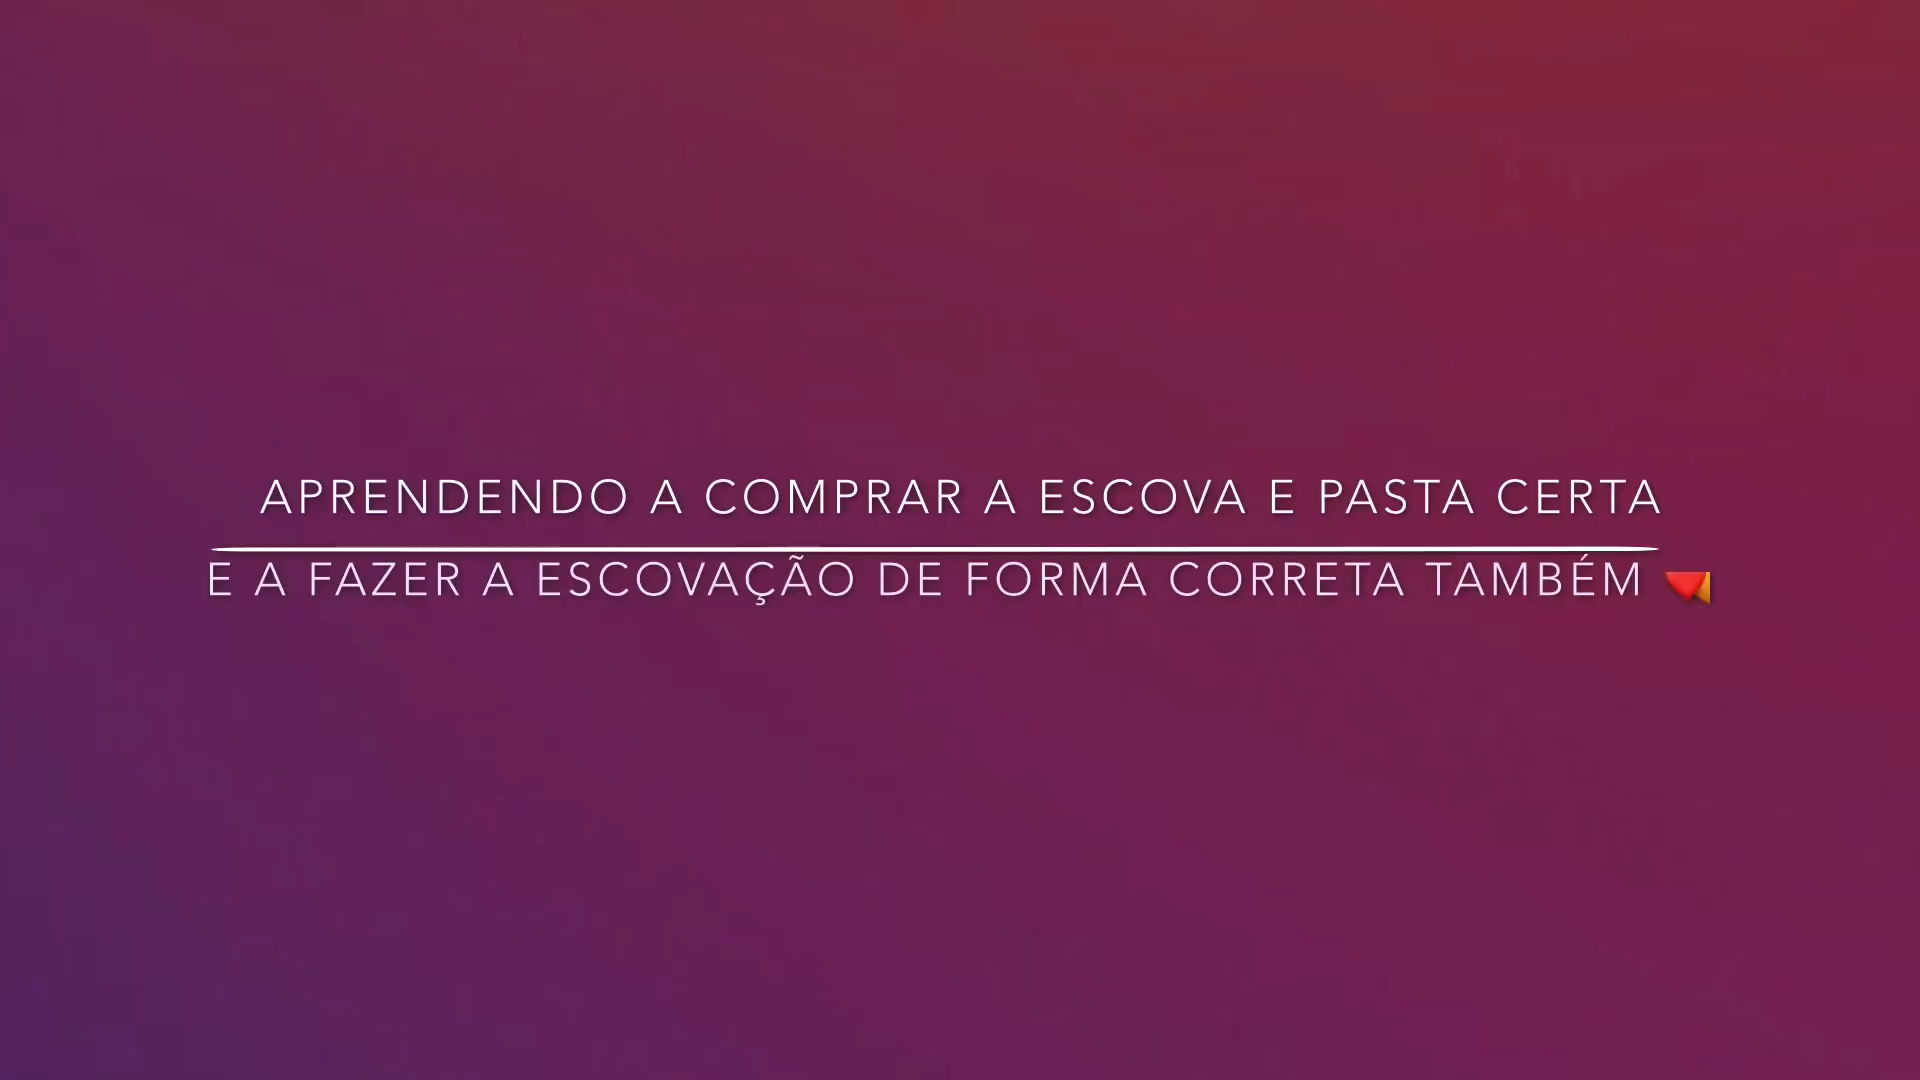 APRENDENDO A COMPRAR A ESCOVA E PASTA CERTA
E A FAZER A ESCOVAÇÃO DE FORMA CORRETA TAMBÉM